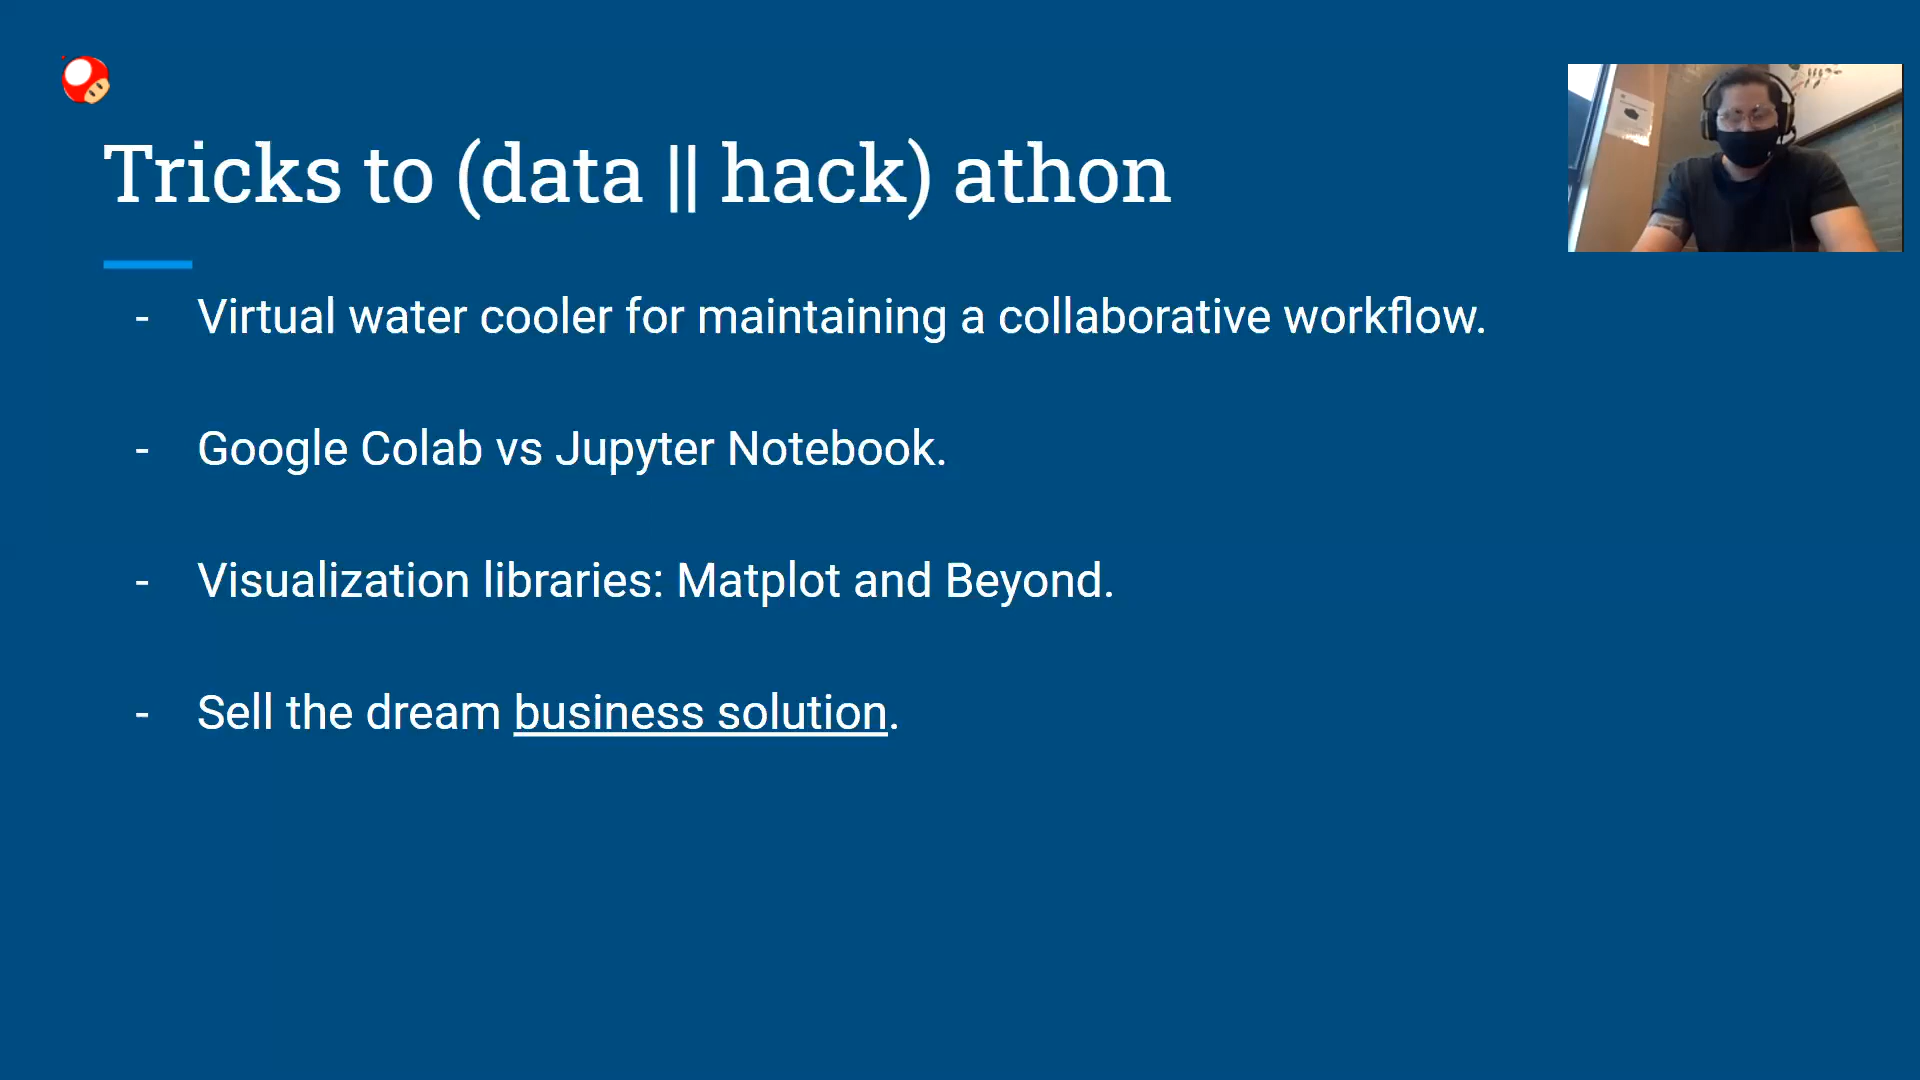 Tricks to (data || hack) athon
- Virtual water cooler for maintaining a collaborative workflow.
- Google Colab vs Jupyter Notebook.
- Visualization libraries: Matplot and Beyond.
- Sell the dream business solution.